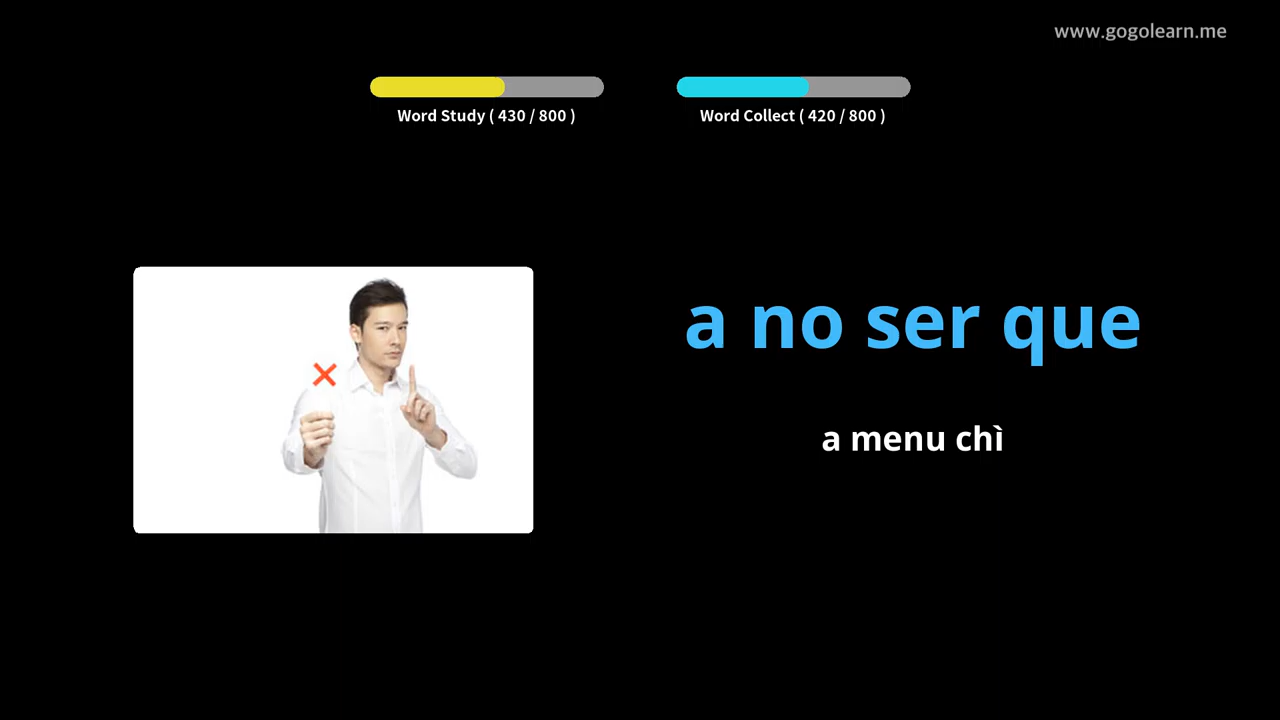 www.gogolearn.me
Word Study ( 430 / 800 )
Word Collect ( 420 / 800 )
a no ser que
a menu chì